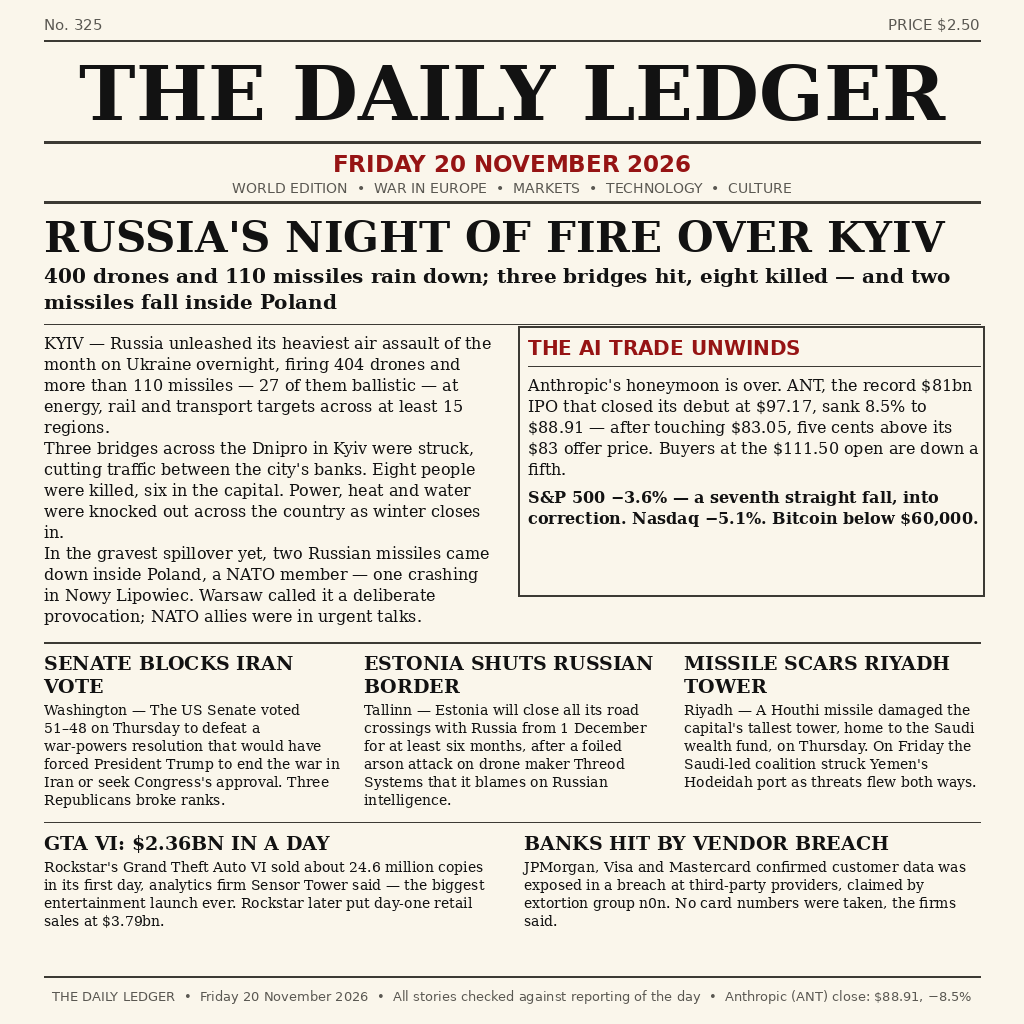 No. 325
PRICE $2.50
THE DAILY LEDGER
FRIDAY 20 NOVEMBER 2026
WORLD EDITION • WAR IN EUROPE • MARKETS • TECHNOLOGY • CULTURE
RUSSIA'S NIGHT OF FIRE OVER KYIV
400 drones and 110 missiles rain down; three bridges hit, eight killed — and two
missiles fall inside Poland
KYIV — Russia unleashed its heaviest air assault of the
month on Ukraine overnight, firing 404 drones and
more than 110 missiles — 27 of them ballistic — at
energy, rail and transport targets across at least 15
regions.
Three bridges across the Dnipro in Kyiv were struck,
cutting traffic between the city's banks. Eight people
were killed, six in the capital. Power, heat and water
were knocked out across the country as winter closes
in.
In the gravest spillover yet, two Russian missiles came
down inside Poland, a NATO member — one crashing
in Nowy Lipowiec. Warsaw called it a deliberate
provocation; NATO allies were in urgent talks.
THE AI TRADE UNWINDS
Anthropic's honeymoon is over. ANT, the record $81bn
IPO that closed its debut at $97.17, sank 8.5% to
$88.91 — after touching $83.05, five cents above its
$83 offer price. Buyers at the $111.50 open are down a
fifth.
S&P 500 −3.6% — a seventh straight fall, into
correction. Nasdaq −5.1%. Bitcoin below $60,000.
SENATE BLOCKS IRAN
VOTE
Washington — The US Senate voted
51–48 on Thursday to defeat a
war-powers resolution that would have
forced President Trump to end the war in
Iran or seek Congress's approval. Three
Republicans broke ranks.
ESTONIA SHUTS RUSSIAN
BORDER
Tallinn — Estonia will close all its road
crossings with Russia from 1 December
for at least six months, after a foiled
arson attack on drone maker Threod
Systems that it blames on Russian
intelligence.
MISSILE SCARS RIYADH
TOWER
Riyadh — A Houthi missile damaged the
capital's tallest tower, home to the Saudi
wealth fund, on Thursday. On Friday the
Saudi-led coalition struck Yemen's
Hodeidah port as threats flew both ways.
GTA VI: $2.36BN IN A DAY
Rockstar's Grand Theft Auto VI sold about 24.6 million copies
in its first day, analytics firm Sensor Tower said — the biggest
entertainment launch ever. Rockstar later put day-one retail
sales at $3.79bn.
BANKS HIT BY VENDOR BREACH
JPMorgan, Visa and Mastercard confirmed customer data was
exposed in a breach at third-party providers, claimed by
extortion group n0n. No card numbers were taken, the firms
said.
THE DAILY LEDGER • Friday 20 November 2026 • All stories checked against reporting of the day • Anthropic (ANT) close: $88.91, −8.5%